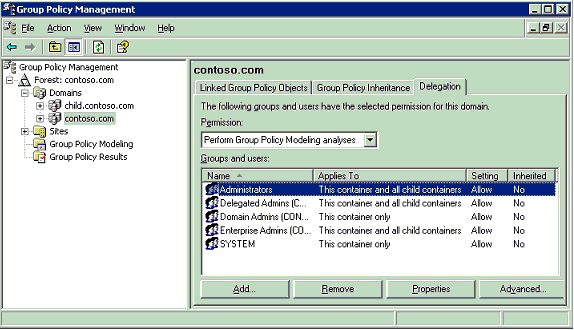 Group Policy Management
File Action View Window Help
Group Policy Management
Forest: contoso.com
Domains
child.contoso.com
contoso.com
Sites
Group Policy Modeling
Group Policy Results
contoso.com
Linked Group Policy Objects Group Policy Inheritance Delegation
The following groups and users have the selected permission for this domain.
Permission:
Perform Group Policy Modeling analyses
Groups and users:
Name Applies To Setting Inherited
Administrators This container and all child containers Allow No
Delegated Admins (C... This container and all child containers Allow No
Domain Admins (CON... This container only Allow No
Enterprise Admins (CO... This container and all child containers Allow No
SYSTEM This container only Allow No
Add... Remove Properties Advanced...